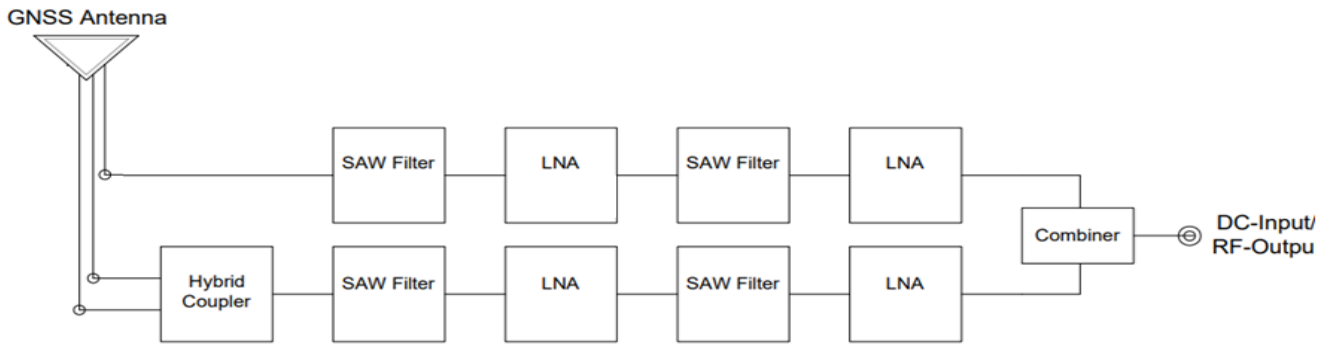 GNSS Antenna
SAW Filter
LNA
SAW Filter
LNA
Combiner
DC-Input/
RF-Outpu
Hybrid
Coupler
SAW Filter
LNA
SAW Filter
LNA